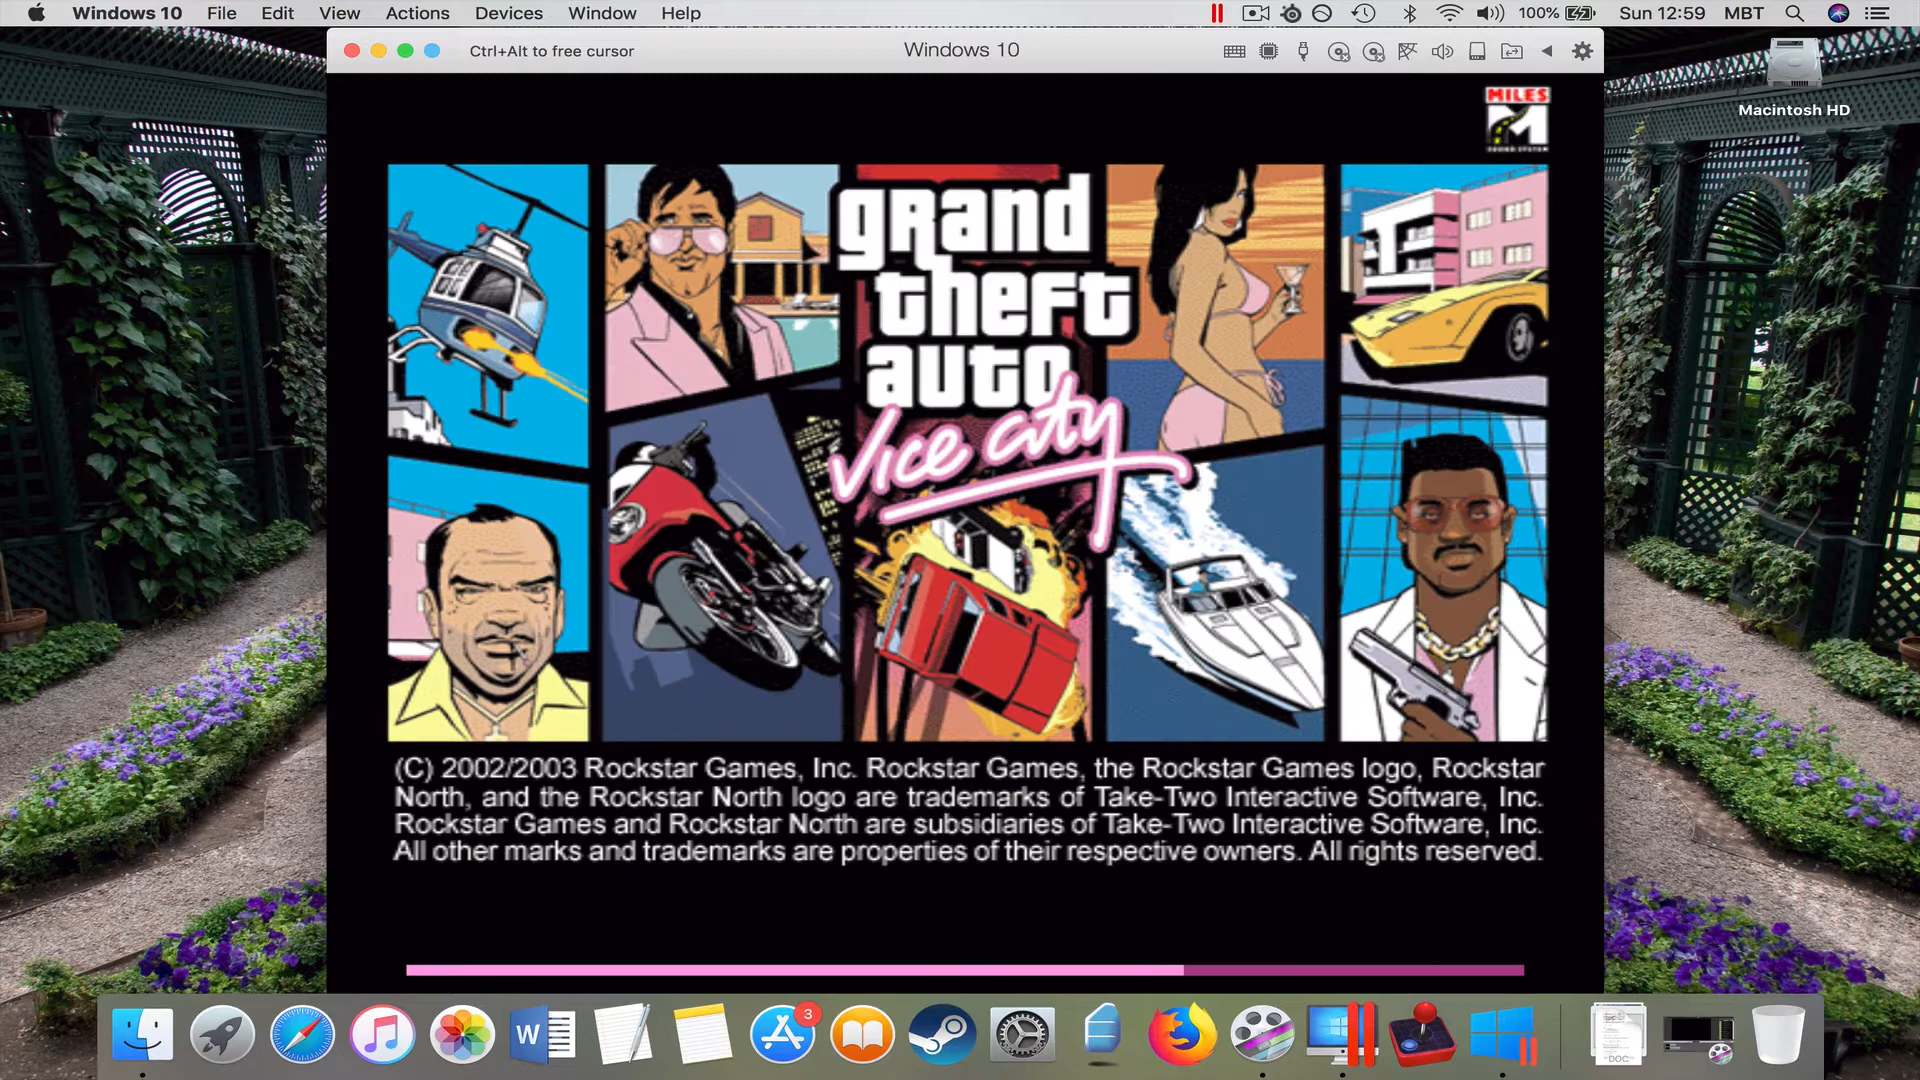 Windows 10 File Edit View Actions Devices Window Help 100% Sun 12:59 MBT
Ctrl+Alt to free cursor Windows 10
Macintosh HD
MILES
M
SOUND SYSTEM
grand
theft
auto
Vice City
(C) 2002/2003 Rockstar Games, Inc. Rockstar Games, the Rockstar Games logo, Rockstar
North, and the Rockstar North logo are trademarks of Take-Two Interactive Software, Inc.
Rockstar Games and Rockstar North are subsidiaries of Take-Two Interactive Software, Inc.
All other marks and trademarks are properties of their respective owners. All rights reserved.
W
3
DOC